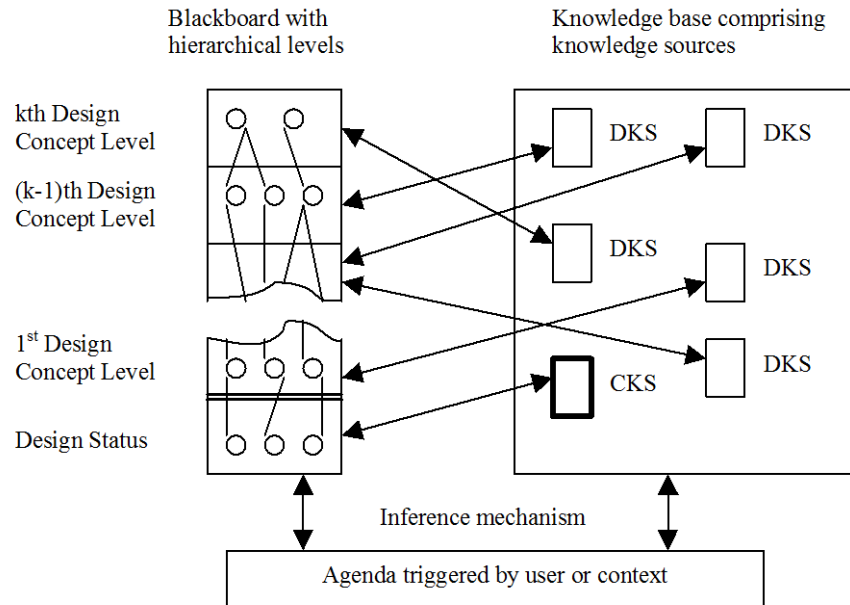 Blackboard with
hierarchical levels
Knowledge base comprising
knowledge sources
kth Design
Concept Level
(k-1)th Design
Concept Level
1st Design
Concept Level
Design Status
DKS
DKS
DKS
DKS
DKS
CKS
Inference mechanism
Agenda triggered by user or context